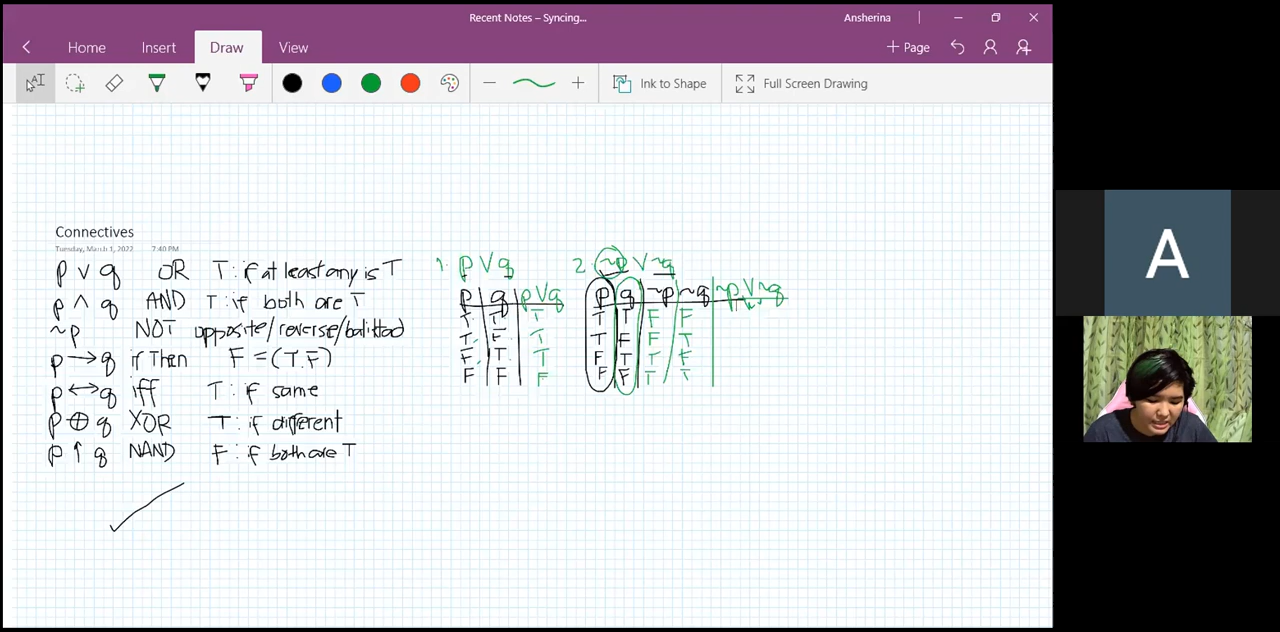 Recent Notes – Syncing...
Ansherina
Home Insert Draw View
Page
Ink to Shape
Full Screen Drawing
Connectives
Tuesday, March 1, 2022 7:40 PM
p ∨ q OR T: if at least any is T
p ∧ q AND T: if both are T
~p NOT opposite/reverse/baliktad
p → q if Then F = (T.F)
p ↔ q iff T: if same
p ⊕ q XOR T: if different
p ↑ q NAND F: if both are T
1. p ∨ q
p q p ∨ q
T T T
T F T
F T T
F F F
2. ~p ∨ ~q
p q ~p ~q ~p ∨ ~q
T T F F
T F F T
F T T F
F F T T
A